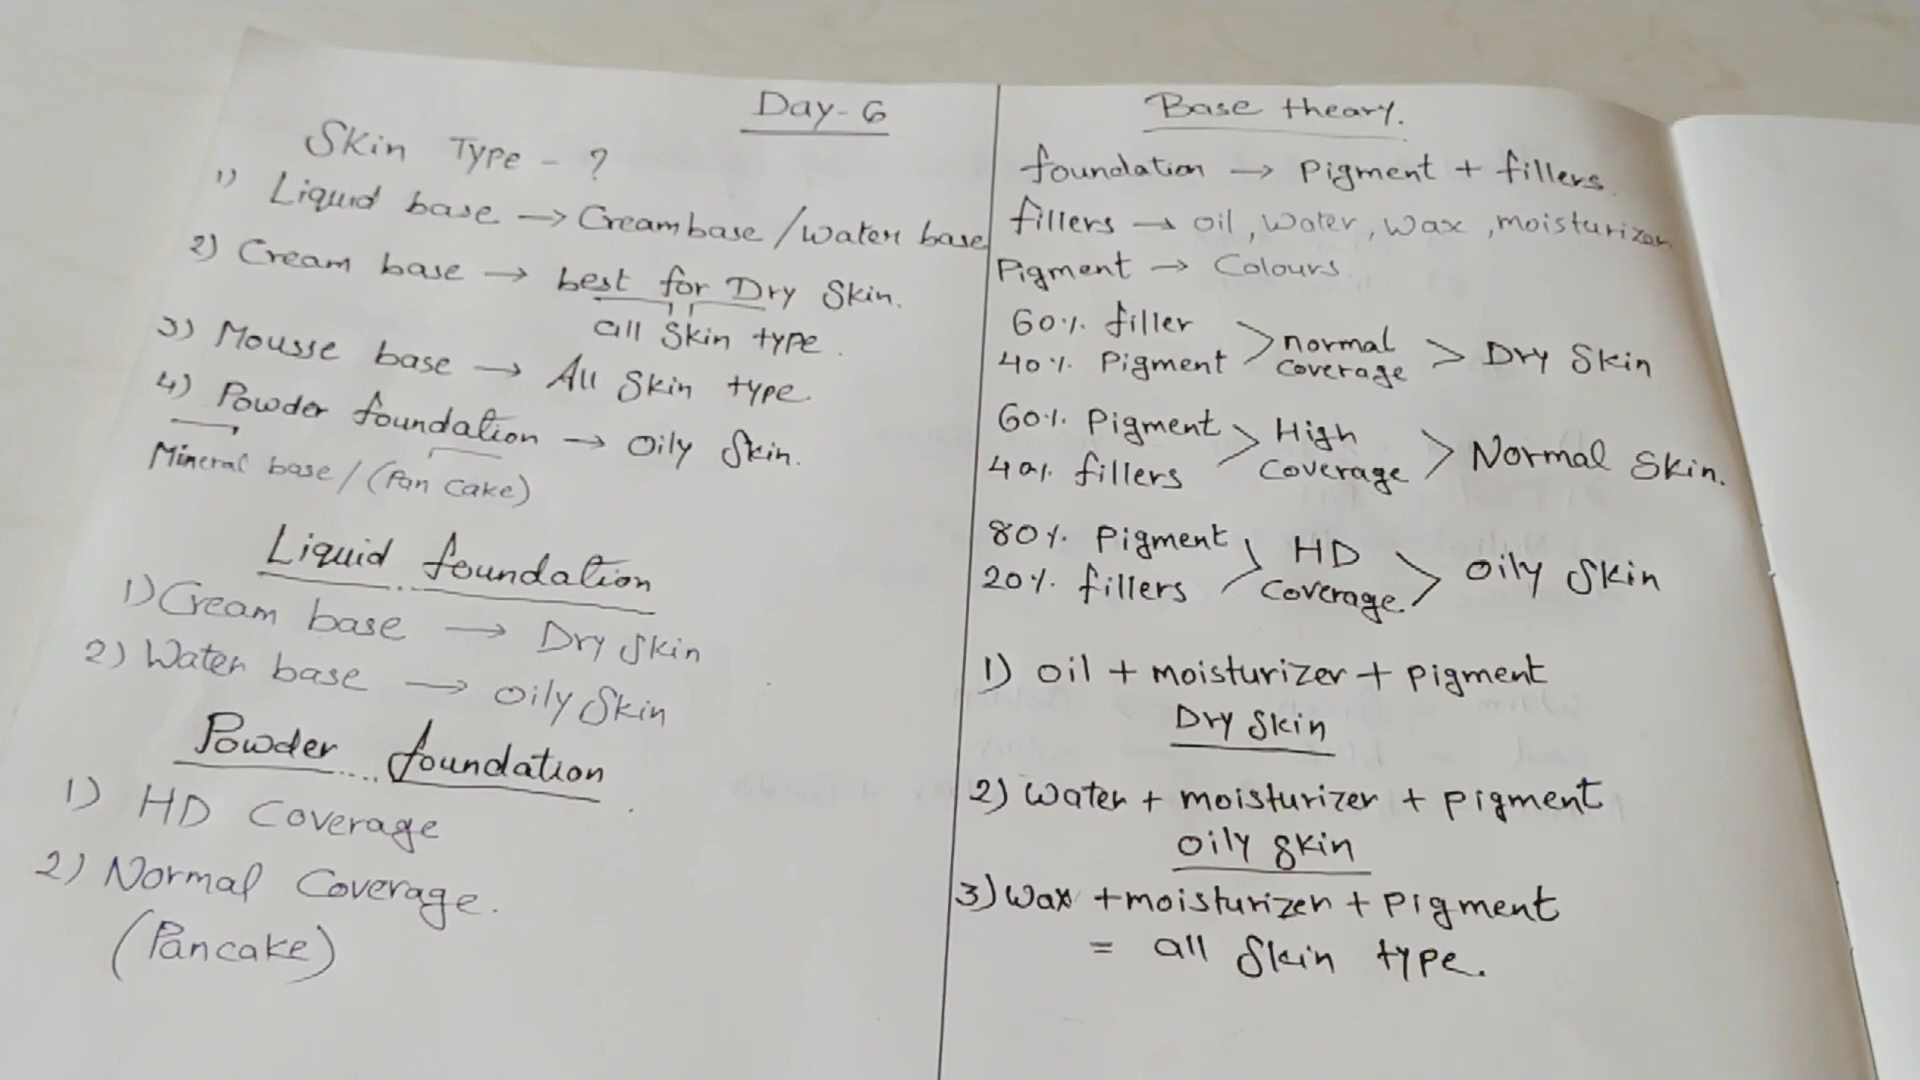 Day-6
Skin Type - ?
1) Liquid base → Creambase/water base
2) Cream base → best for Dry Skin.
all Skin type.
3) Mousse base → All Skin type.
4) Powder foundation → Oily Skin.
Mineral base/(Pan Cake)
Liquid foundation
1) Cream base → Dry Skin
2) Water base → oily Skin
Powder foundation
1) HD Coverage
2) Normal Coverage.
(Pancake)
Base theary.
foundation → Pigment + fillers.
fillers → oil, Water, Wax, moisturizer
Pigment → Colours
60% filler
40% Pigment > normal coverage > Dry Skin
60% Pigment
40% fillers > High Coverage > Normal Skin.
80% Pigment
20% fillers > HD Coverage. > oily Skin
1) oil + moisturizer + Pigment
Dry Skin
2) Water + moisturizer + Pigment
oily Skin
3) Wax + moisturizer + Pigment
= all Skin type.